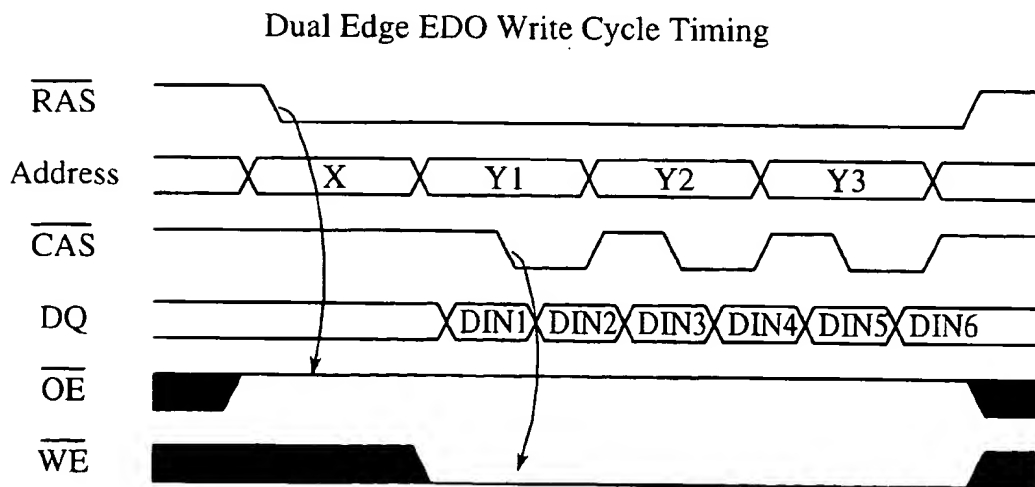 Dual Edge EDO Write Cycle Timing
RAS
Address X Y1 Y2 Y3
CAS
DQ DIN1 DIN2 DIN3 DIN4 DIN5 DIN6
OE
WE